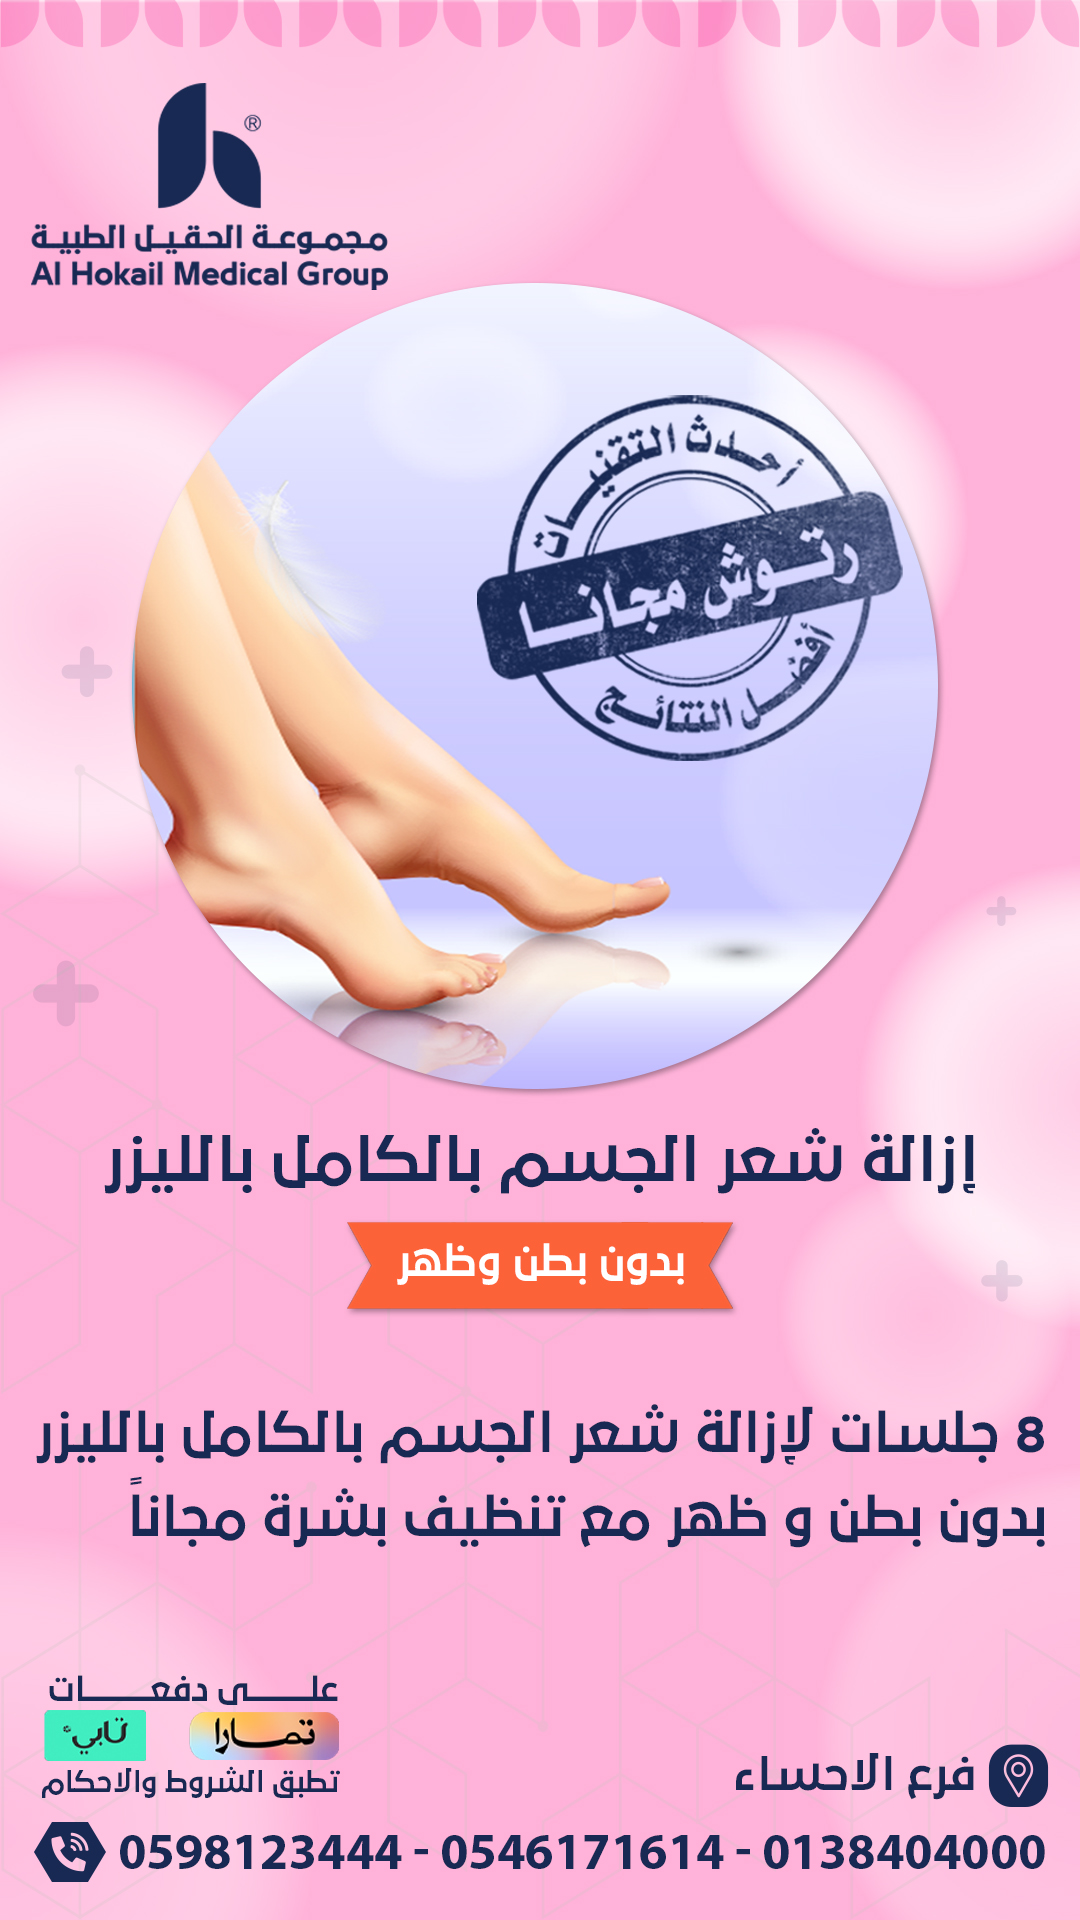 ®
مجموعة الحقيل الطبية
Al Hokail Medical Group
أحدث التقنيات
رتوش مجانا
أفضل النتائج
إزالة شعر الجسم بالكامل بالليزر
بدون بطن وظهر
8 جلسات لإزالة شعر الجسم بالكامل بالليزر
بدون بطن و ظهر مع تنظيف بشرة مجاناً
على دفعات
تمارا
تابي
تطبق الشروط والاحكام
فرع الاحساء
0598123444 - 0546171614 - 0138404000